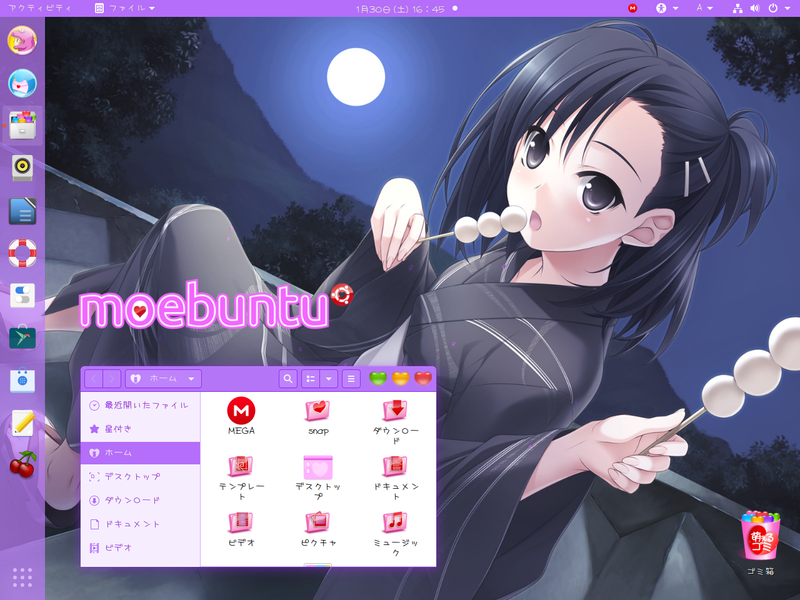 アクティビティ
ファイル
1月30日 (土) 16：45
A
moebuntu
ホーム
最近開いたファイル
星付き
ホーム
デスクトップ
ダウンロード
ドキュメント
ビデオ
MEGA
snap
ダウンロー
ド
テンプレー
ト
デスクトッ
プ
ドキュメン
ト
ビデオ
ピクチャ
ミュージッ
ク
萌える
ゴミ
ゴミ箱